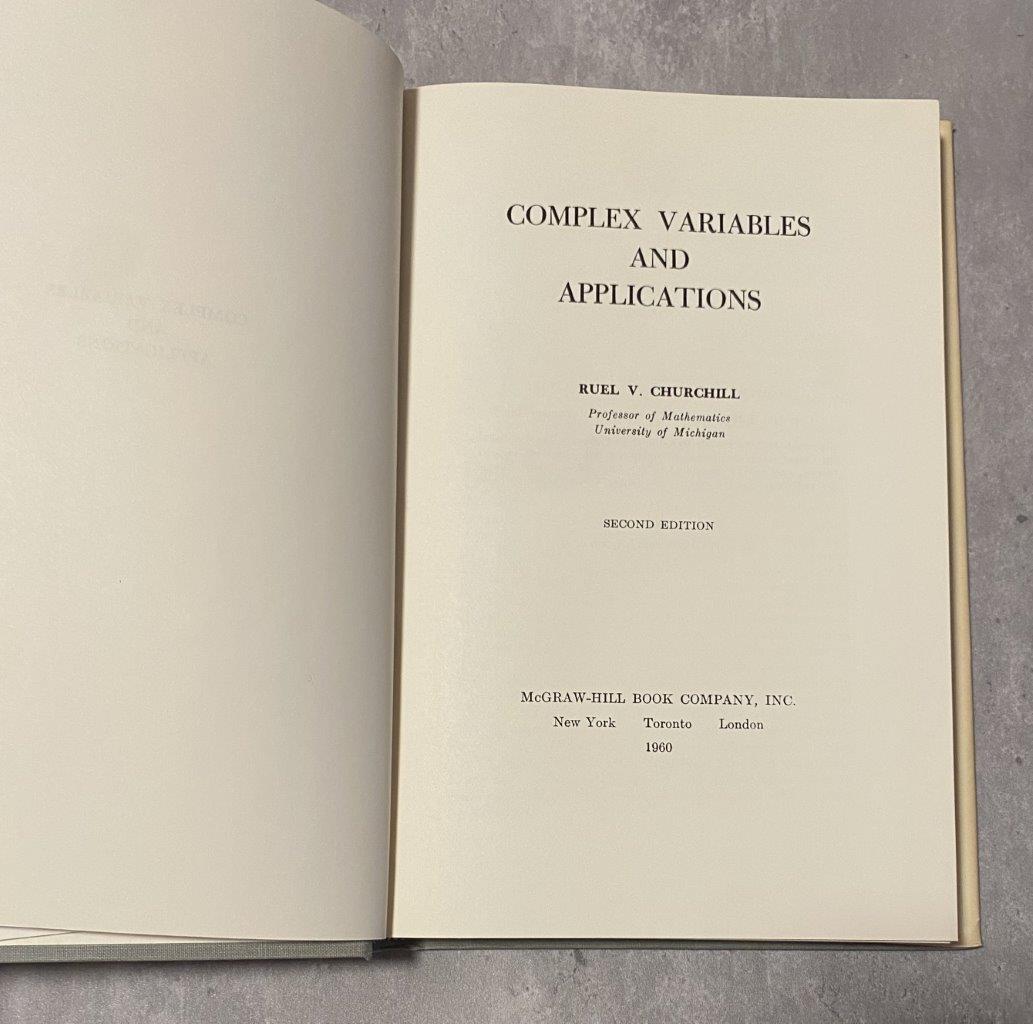 COMPLEX VARIABLES
AND
APPLICATIONS
RUEL V. CHURCHILL
Professor of Mathematics
University of Michigan
SECOND EDITION
McGRAW-HILL BOOK COMPANY, INC.
New York Toronto London
1960